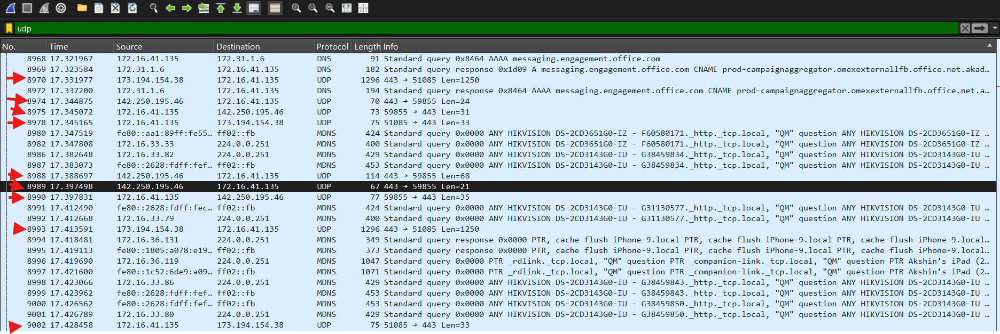 udp
No. Time Source Destination Protocol Length Info
8968 17.321967 172.16.41.135 172.31.1.6 DNS 91 Standard query 0x8464 AAAA messaging.engagement.office.com
8969 17.323584 172.31.1.6 172.16.41.135 DNS 182 Standard query response 0x1d09 A messaging.engagement.office.com CNAME prod-campaignaggregator.omexexternallfb.office.net.akad…
8970 17.331977 173.194.154.38 172.16.41.135 UDP 1296 443 → 51085 Len=1250
8972 17.337200 172.31.1.6 172.16.41.135 DNS 194 Standard query response 0x8464 AAAA messaging.engagement.office.com CNAME prod-campaignaggregator.omexexternallfb.office.net.a…
8974 17.344875 142.250.195.46 172.16.41.135 UDP 70 443 → 59855 Len=24
8975 17.345072 172.16.41.135 142.250.195.46 UDP 73 59855 → 443 Len=31
8978 17.345165 172.16.41.135 173.194.154.38 UDP 75 51085 → 443 Len=33
8980 17.347519 fe80::aa1:89ff:fe55… ff02::fb MDNS 424 Standard query 0x0000 ANY HIKVISION DS-2CD3651G0-IZ - F60580171._http._tcp.local, "QM" question ANY HIKVISION DS-2CD3651G0-IZ …
8982 17.347808 172.16.33.33 224.0.0.251 MDNS 400 Standard query 0x0000 ANY HIKVISION DS-2CD3651G0-IZ - F60580171._http._tcp.local, "QM" question ANY HIKVISION DS-2CD3651G0-IZ …
8986 17.382648 172.16.33.82 224.0.0.251 MDNS 429 Standard query 0x0000 ANY HIKVISION DS-2CD3143G0-IU - G38459834._http._tcp.local, "QM" question ANY HIKVISION DS-2CD3143G0-IU …
8987 17.383073 fe80::2628:fdff:fef… ff02::fb MDNS 453 Standard query 0x0000 ANY HIKVISION DS-2CD3143G0-IU - G38459834._http._tcp.local, "QM" question ANY HIKVISION DS-2CD3143G0-IU …
8988 17.388697 142.250.195.46 172.16.41.135 UDP 114 443 → 59855 Len=68
8989 17.397498 142.250.195.46 172.16.41.135 UDP 67 443 → 59855 Len=21
8990 17.397831 172.16.41.135 142.250.195.46 UDP 77 59855 → 443 Len=35
8991 17.412490 fe80::2628:fdff:fec… ff02::fb MDNS 424 Standard query 0x0000 ANY HIKVISION DS-2CD3143G0-IU - G31130577._http._tcp.local, "QM" question ANY HIKVISION DS-2CD3143G0-IU …
8992 17.412668 172.16.33.79 224.0.0.251 MDNS 400 Standard query 0x0000 ANY HIKVISION DS-2CD3143G0-IU - G31130577._http._tcp.local, "QM" question ANY HIKVISION DS-2CD3143G0-IU …
8993 17.413591 173.194.154.38 172.16.41.135 UDP 1296 443 → 51085 Len=1250
8994 17.418481 172.16.36.131 224.0.0.251 MDNS 349 Standard query response 0x0000 PTR, cache flush iPhone-9.local PTR, cache flush iPhone-9.local PTR, cache flush iPhone-9.local…
8995 17.419113 fe80::1805:a078:e19… ff02::fb MDNS 373 Standard query response 0x0000 PTR, cache flush iPhone-9.local PTR, cache flush iPhone-9.local PTR, cache flush iPhone-9.local…
8996 17.419690 172.16.36.119 224.0.0.251 MDNS 1047 Standard query 0x0000 PTR _rdlink._tcp.local, "QM" question PTR _companion-link._tcp.local, "QM" question PTR Akshin’s iPad (2…
8997 17.421600 fe80::1c52:6de9:a09… ff02::fb MDNS 1071 Standard query 0x0000 PTR _rdlink._tcp.local, "QM" question PTR _companion-link._tcp.local, "QM" question PTR Akshin’s iPad (2…
8998 17.423066 172.16.33.86 224.0.0.251 MDNS 429 Standard query 0x0000 ANY HIKVISION DS-2CD3143G0-IU - G38459843._http._tcp.local, "QM" question ANY HIKVISION DS-2CD3143G0-IU …
8999 17.423962 fe80::2628:fdff:fef… ff02::fb MDNS 453 Standard query 0x0000 ANY HIKVISION DS-2CD3143G0-IU - G38459843._http._tcp.local, "QM" question ANY HIKVISION DS-2CD3143G0-IU …
9000 17.426562 fe80::2628:fdff:fef… ff02::fb MDNS 453 Standard query 0x0000 ANY HIKVISION DS-2CD3143G0-IU - G38459850._http._tcp.local, "QM" question ANY HIKVISION DS-2CD3143G0-IU …
9001 17.426789 172.16.33.80 224.0.0.251 MDNS 429 Standard query 0x0000 ANY HIKVISION DS-2CD3143G0-IU - G38459850._http._tcp.local, "QM" question ANY HIKVISION DS-2CD3143G0-IU …
9002 17.428458 172.16.41.135 173.194.154.38 UDP 75 51085 → 443 Len=33